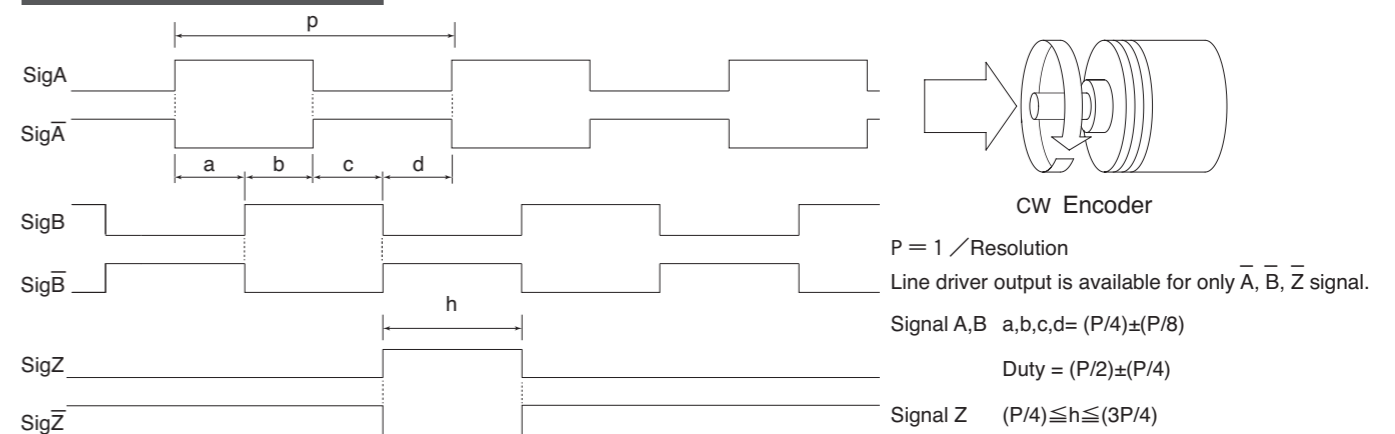 p
SigA
SigA̅
a b c d
SigB
SigB̅
h
SigZ
SigZ̅
CW Encoder
P = 1 ／Resolution
Line driver output is available for only A̅, B̅, Z̅ signal.
Signal A,B a,b,c,d= (P/4)±(P/8)
Duty = (P/2)±(P/4)
Signal Z (P/4)≦h≦(3P/4)